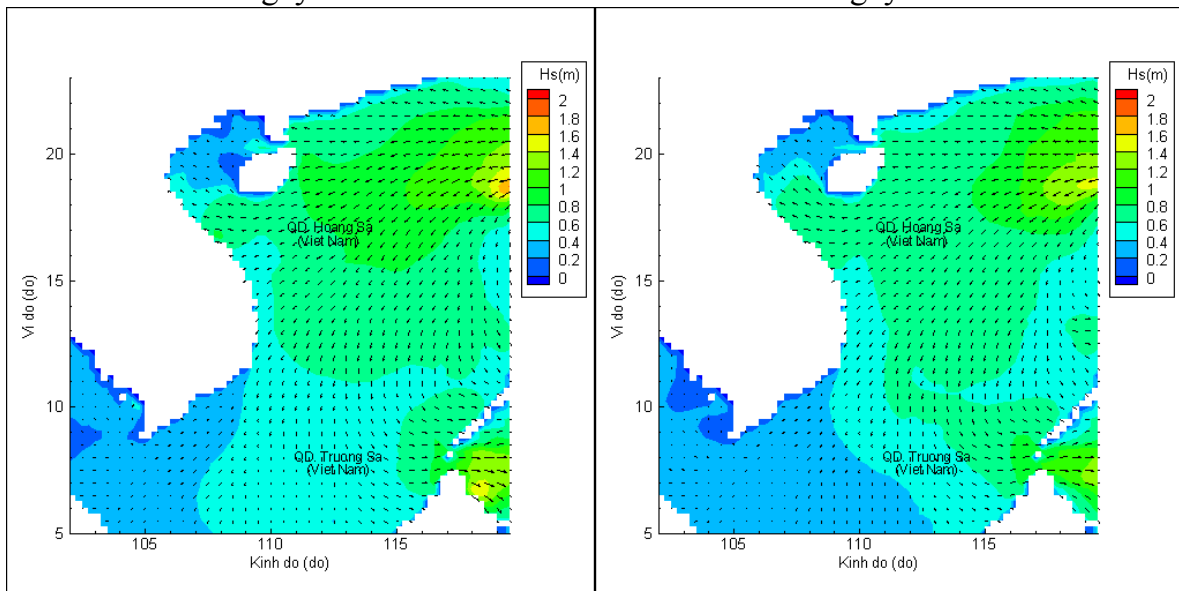 Hs(m)
2
1.8
1.6
1.4
1.2
1
0.8
0.6
0.4
0.2
0
20
15
10
5
Vi do (do)
QD. Hoang Sa
(Viet Nam)
QD. Truong Sa
(Viet Nam)
105
110
115
Kinh do (do)
Hs(m)
2
1.8
1.6
1.4
1.2
1
0.8
0.6
0.4
0.2
0
20
15
10
5
Vi do (do)
QD. Hoang Sa
(Viet Nam)
QD. Truong Sa
(Viet Nam)
105
110
115
Kinh do (do)